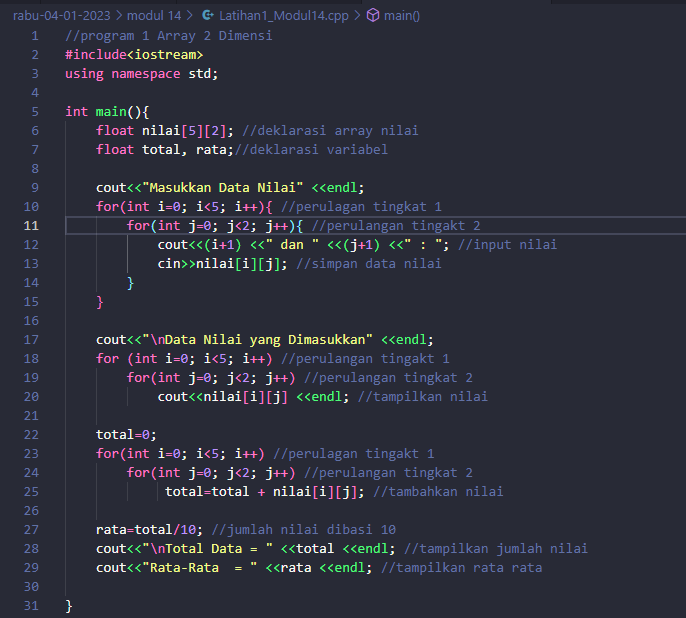 rabu-04-01-2023 > modul 14 > Latihan1_Modul14.cpp > main()
1 //program 1 Array 2 Dimensi
2 #include<iostream>
3 using namespace std;
4
5 int main(){
6     float nilai[5][2]; //deklarasi array nilai
7     float total, rata;//deklarasi variabel
8
9     cout<<"Masukkan Data Nilai" <<endl;
10     for(int i=0; i<5; i++){ //perulagan tingkat 1
11         for(int j=0; j<2; j++){ //perulangan tingakt 2
12             cout<<(i+1) <<" dan " <<(j+1) <<" : "; //input nilai
13             cin>>nilai[i][j]; //simpan data nilai
14         }
15     }
16
17     cout<<"\nData Nilai yang Dimasukkan" <<endl;
18     for (int i=0; i<5; i++) //perulangan tingakt 1
19         for(int j=0; j<2; j++) //perulangan tingkat 2
20             cout<<nilai[i][j] <<endl; //tampilkan nilai
21
22     total=0;
23     for(int i=0; i<5; i++) //perulagan tingakt 1
24         for(int j=0; j<2; j++) //perulangan tingkat 2
25              total=total + nilai[i][j]; //tambahkan nilai
26
27     rata=total/10; //jumlah nilai dibasi 10
28     cout<<"\nTotal Data = " <<total <<endl; //tampilkan jumlah nilai
29     cout<<"Rata-Rata  = " <<rata <<endl; //tampilkan rata rata
30
31 }